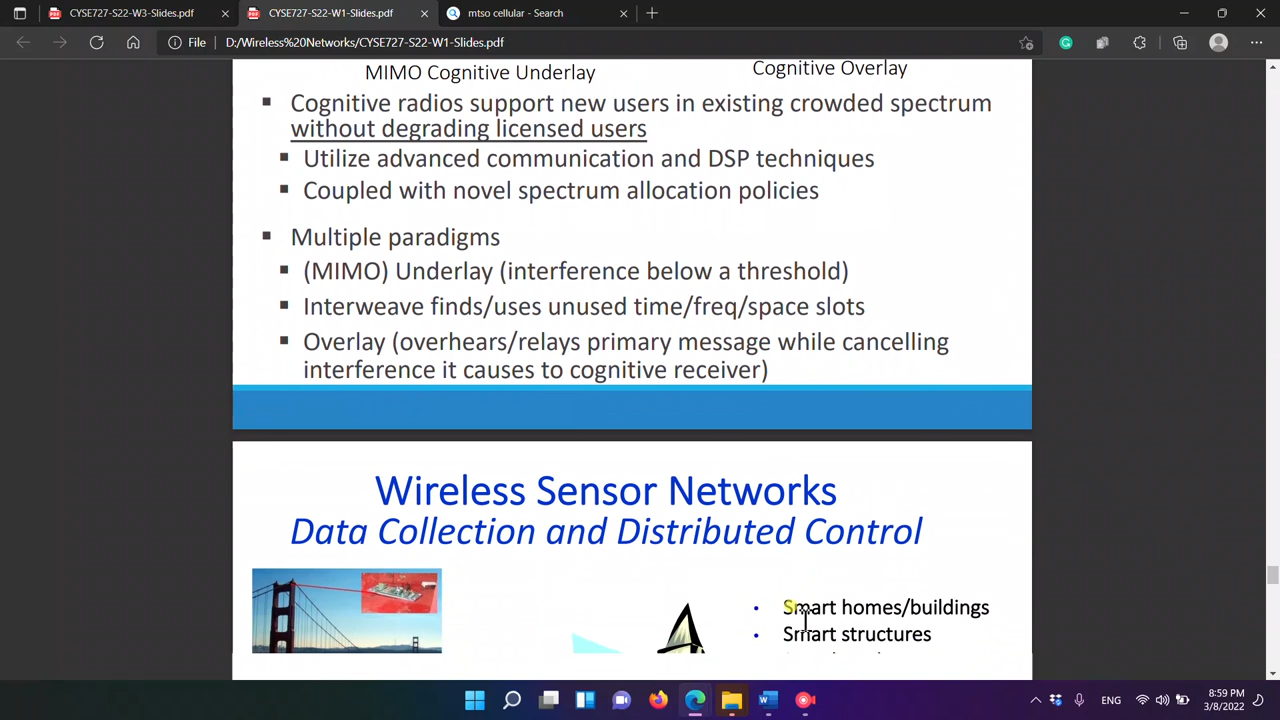 CYSE727-S22-W3-Slides.pdf
CYSE727-S22-W1-Slides.pdf
mtso cellular - Search
File
D:/Wireless%20Networks/CYSE727-S22-W1-Slides.pdf
MIMO Cognitive Underlay
Cognitive Overlay
Cognitive radios support new users in existing crowded spectrum
without degrading licensed users
Utilize advanced communication and DSP techniques
Coupled with novel spectrum allocation policies
Multiple paradigms
(MIMO) Underlay (interference below a threshold)
Interweave finds/uses unused time/freq/space slots
Overlay (overhears/relays primary message while cancelling
interference it causes to cognitive receiver)
Wireless Sensor Networks
Data Collection and Distributed Control
Smart homes/buildings
Smart structures
ENG
8:59 PM
3/8/2022